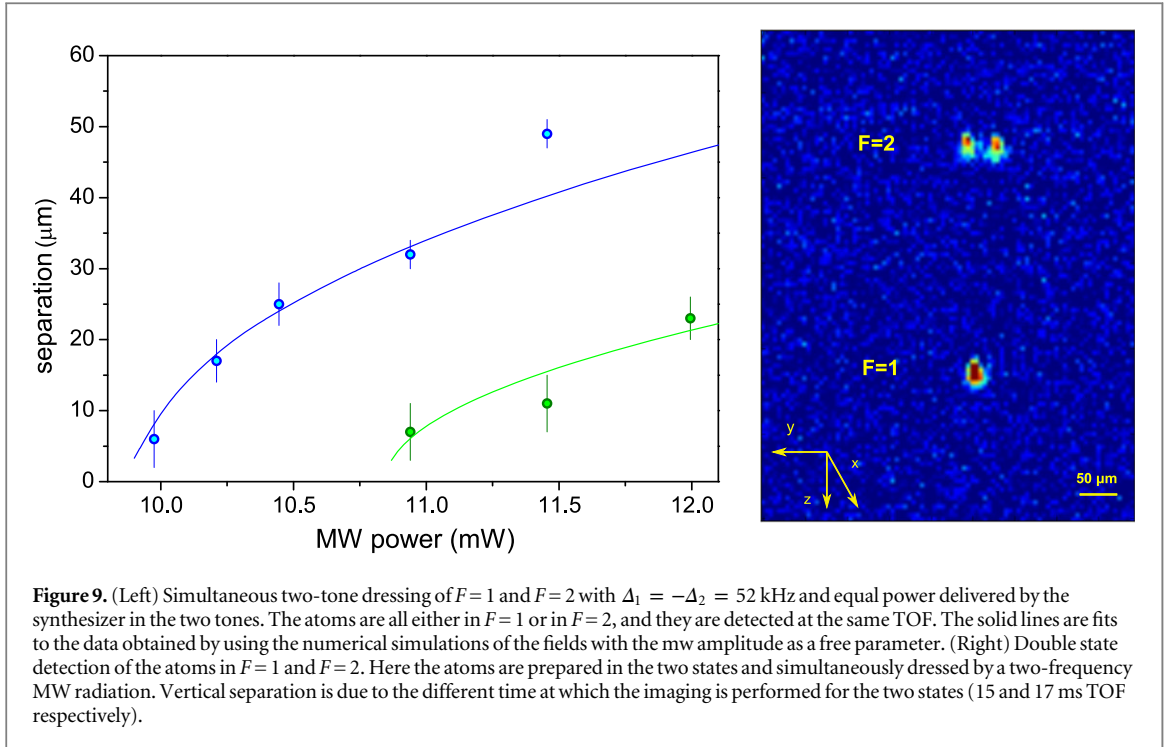 60
50
40
30
20
10
0
separation (μm)
10.0 10.5 11.0 11.5 12.0
MW power (mW)
F=2
F=1
y
x
z
50 μm
Figure 9. (Left) Simultaneous two-tone dressing of F = 1 and F = 2 with Δ₁ = −Δ₂ = 52 kHz and equal power delivered by the
synthesizer in the two tones. The atoms are all either in F = 1 or in F = 2, and they are detected at the same TOF. The solid lines are fits
to the data obtained by using the numerical simulations of the fields with the mw amplitude as a free parameter. (Right) Double state
detection of the atoms in F = 1 and F = 2. Here the atoms are prepared in the two states and simultaneously dressed by a two-frequency
MW radiation. Vertical separation is due to the different time at which the imaging is performed for the two states (15 and 17 ms TOF
respectively).